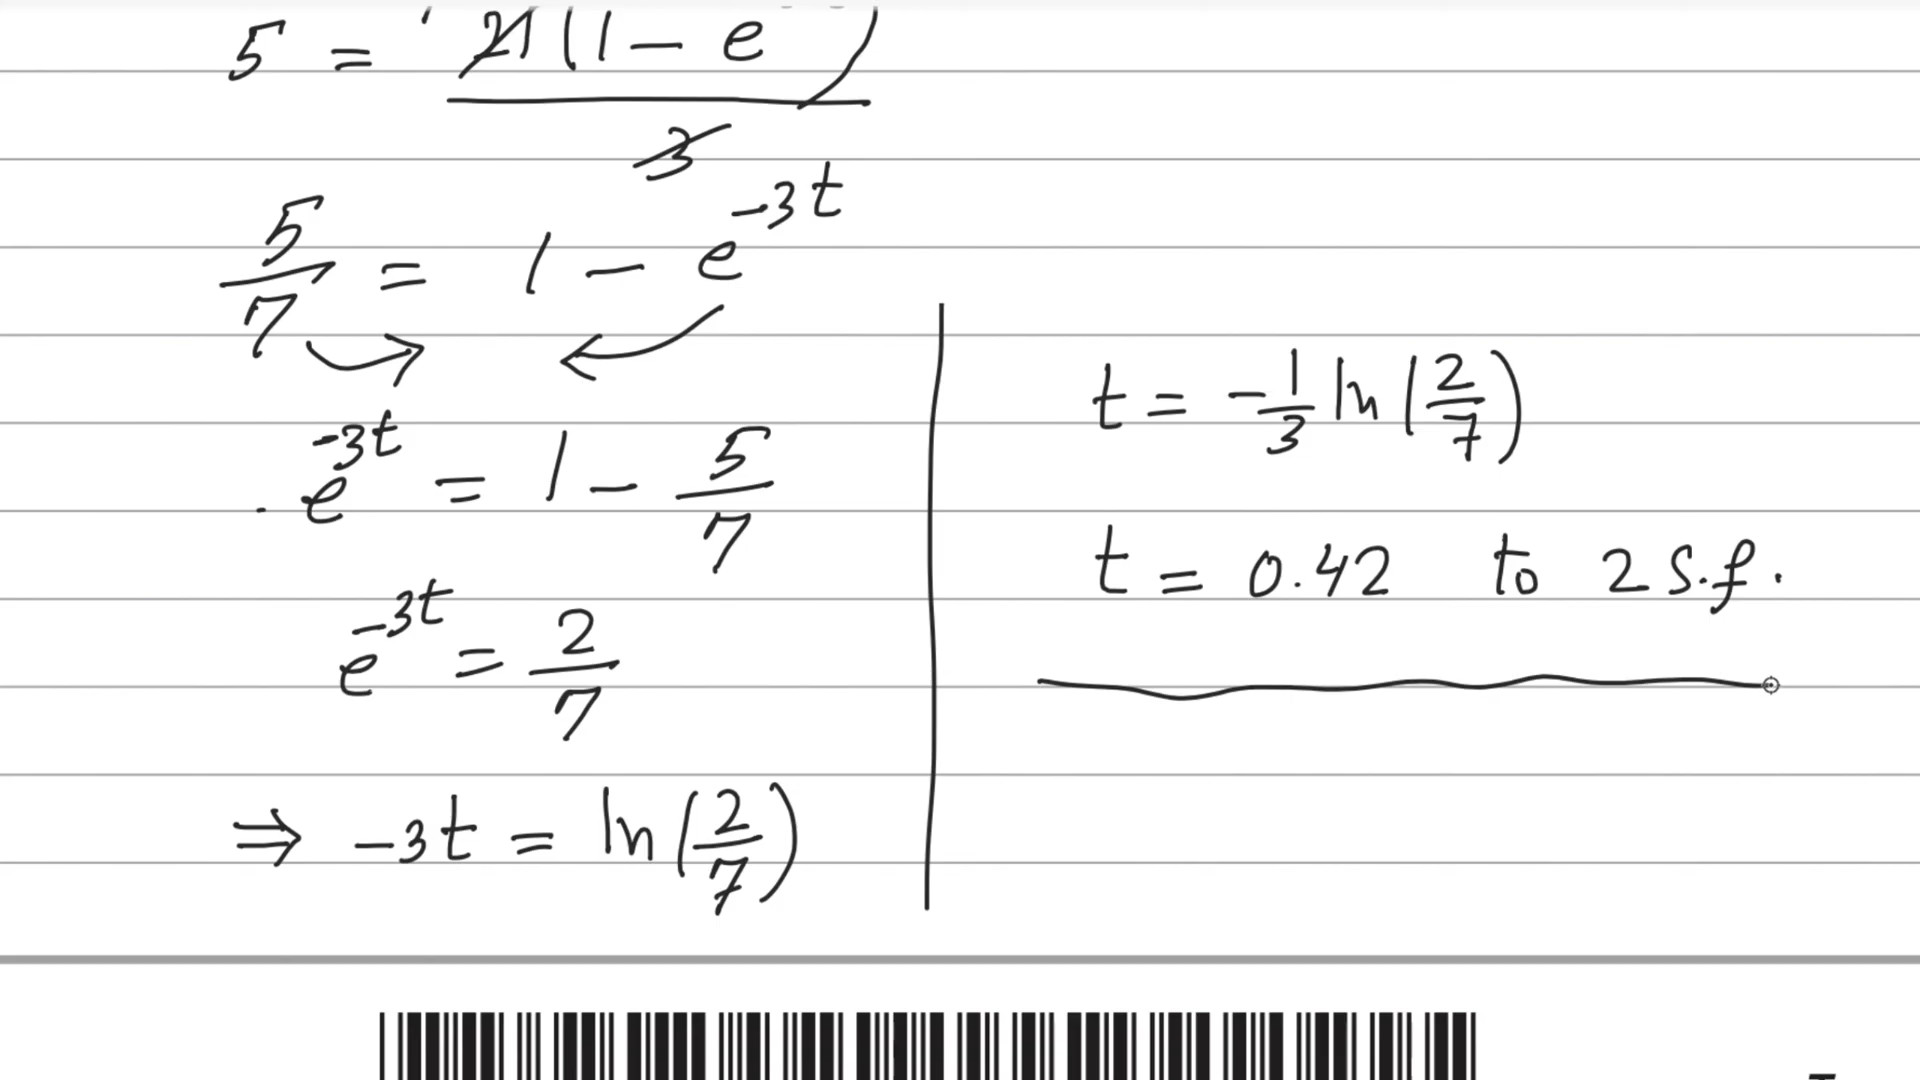 5 = 21(1 - e )
3
5/7 = 1 - e^{-3t}
e^{-3t} = 1 - 5/7
e^{-3t} = 2/7
⇒ -3t = ln(2/7)
t = -1/3 ln(2/7)
t = 0.42 to 2 s.f.